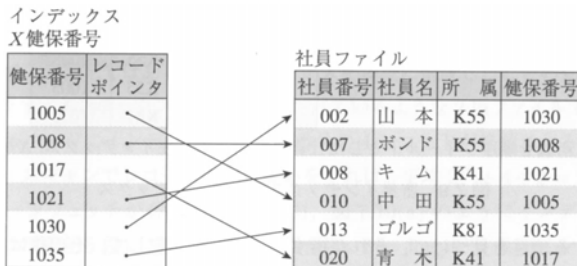 インデックス
X健保番号
健保番号 レコードポインタ
1005
1008
1017
1021
1030
1035
社員ファイル
社員番号 社員名 所 属 健保番号
002 山 本 K55 1030
007 ボンド K55 1008
008 キ ム K41 1021
010 中 田 K55 1005
013 ゴルゴ K81 1035
020 青 木 K41 1017